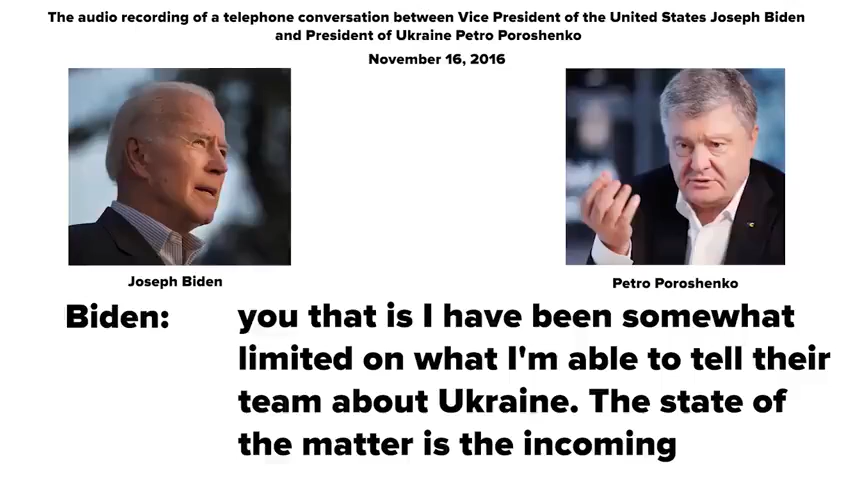 The audio recording of a telephone conversation between Vice President of the United States Joseph Biden
and President of Ukraine Petro Poroshenko
November 16, 2016
Joseph Biden
Petro Poroshenko
Biden: you that is I have been somewhat
limited on what I'm able to tell their
team about Ukraine. The state of
the matter is the incoming